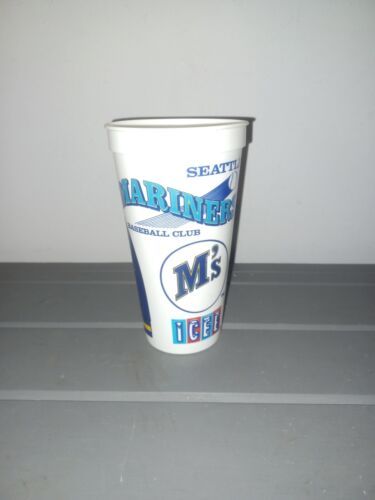 SEATTL
MARINER
BASEBALL CLUB
M's
ICEE